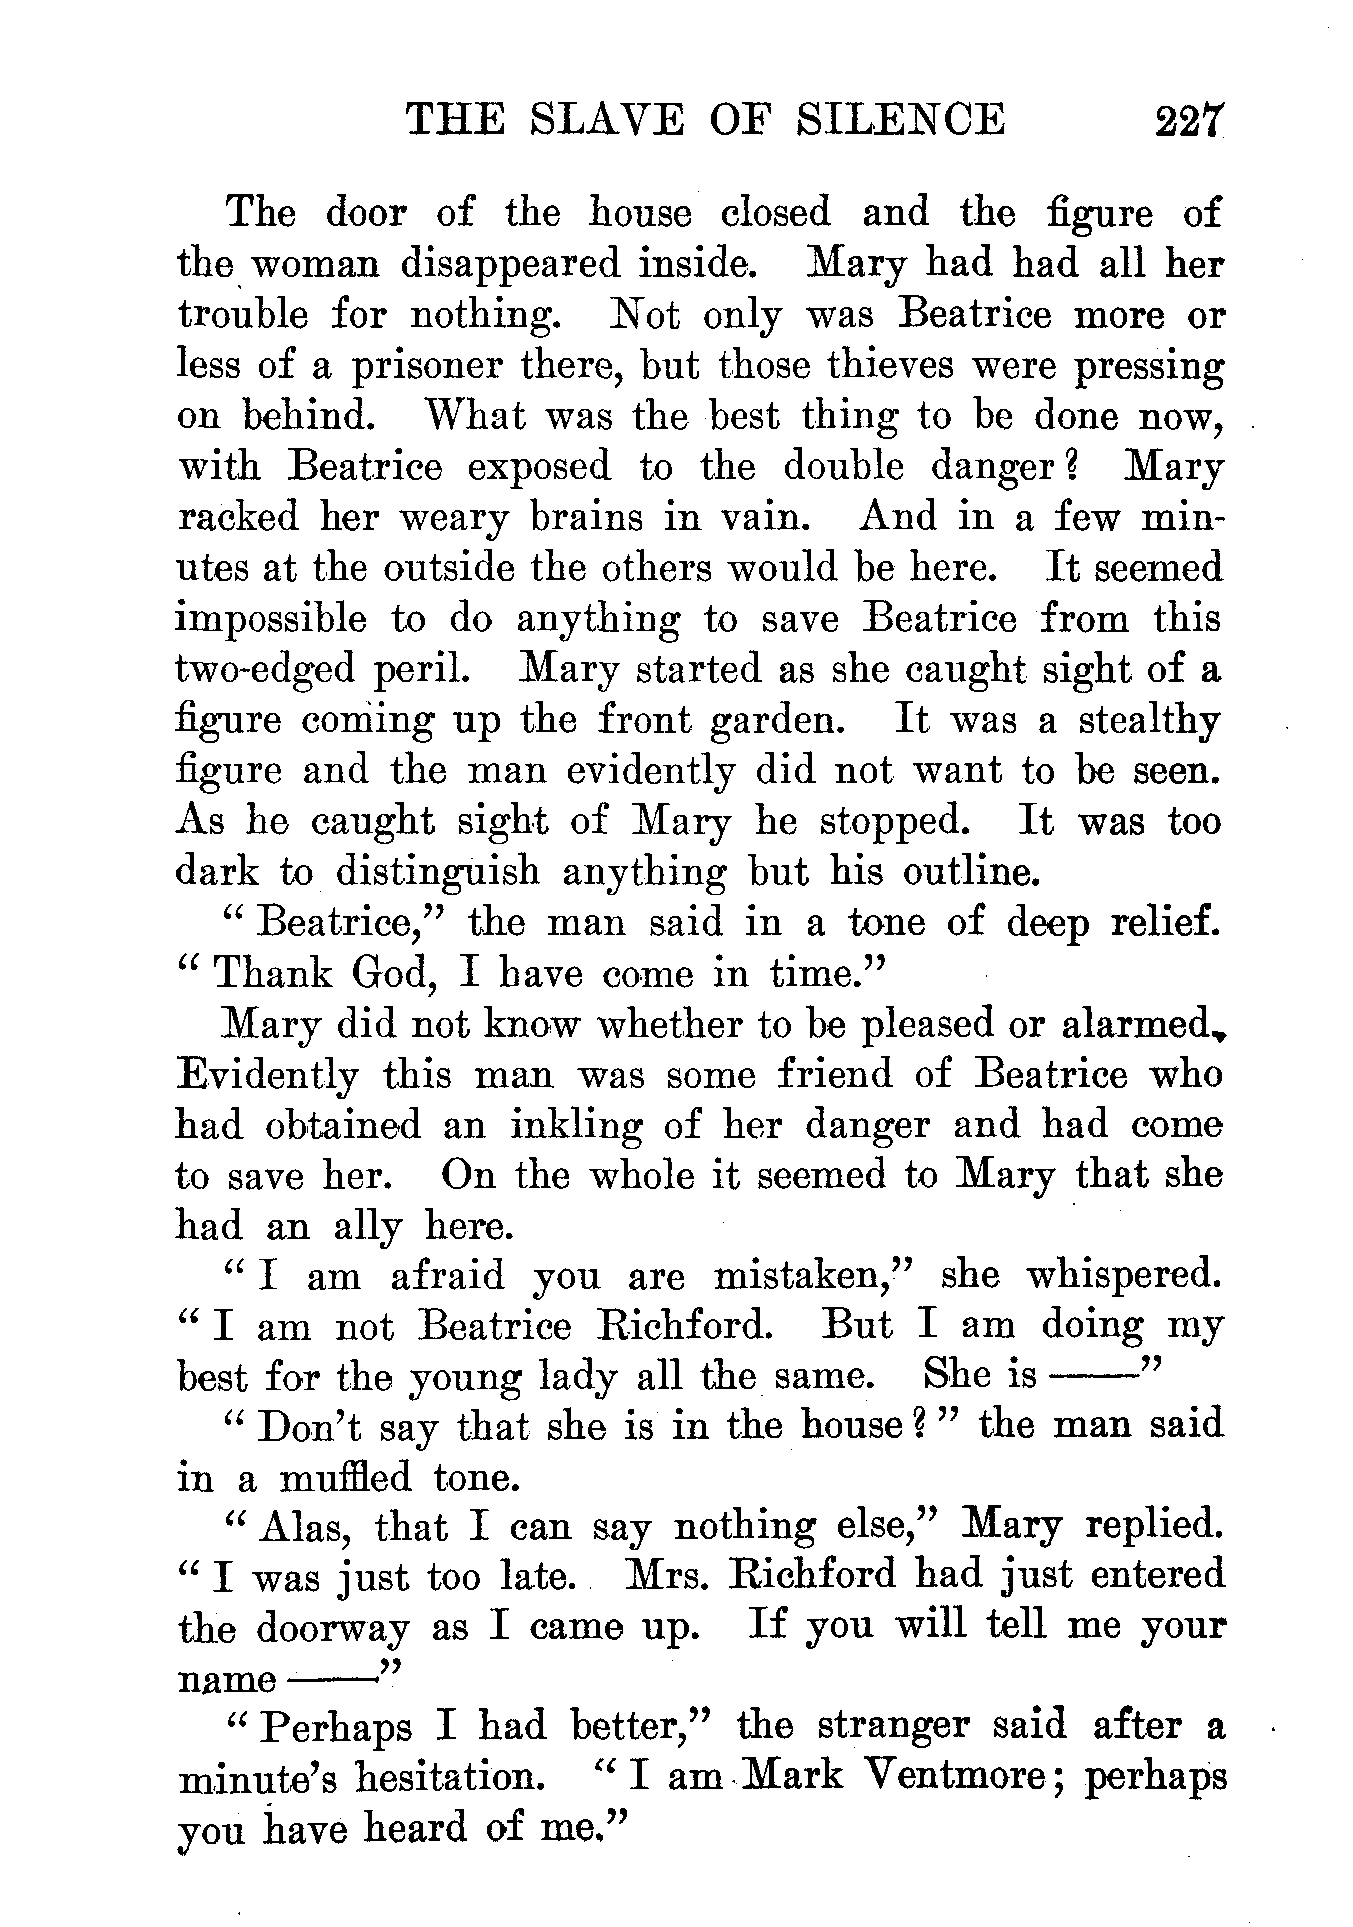 THE SLAVE OF SILENCE 227
The door of the house closed and the figure of
the woman disappeared inside. Mary had had all her
trouble for nothing. Not only was Beatrice more or
less of a prisoner there, but those thieves were pressing
on behind. What was the best thing to be done now,
with Beatrice exposed to the double danger? Mary
racked her weary brains in vain. And in a few min-
utes at the outside the others would be here. It seemed
impossible to do anything to save Beatrice from this
two-edged peril. Mary started as she caught sight of a
figure coming up the front garden. It was a stealthy
figure and the man evidently did not want to be seen.
As he caught sight of Mary he stopped. It was too
dark to distinguish anything but his outline.
“ Beatrice,” the man said in a tone of deep relief.
“ Thank God, I have come in time.”
Mary did not know whether to be pleased or alarmed.
Evidently this man was some friend of Beatrice who
had obtained an inkling of her danger and had come
to save her. On the whole it seemed to Mary that she
had an ally here.
“ I am afraid you are mistaken,” she whispered.
“ I am not Beatrice Richford. But I am doing my
best for the young lady all the same. She is ——”
“ Don’t say that she is in the house ? ” the man said
in a muffled tone.
“ Alas, that I can say nothing else,” Mary replied.
“ I was just too late. Mrs. Richford had just entered
the doorway as I came up. If you will tell me your
name ——”
“ Perhaps I had better,” the stranger said after a
minute’s hesitation. “ I am Mark Ventmore; perhaps
you have heard of me.”